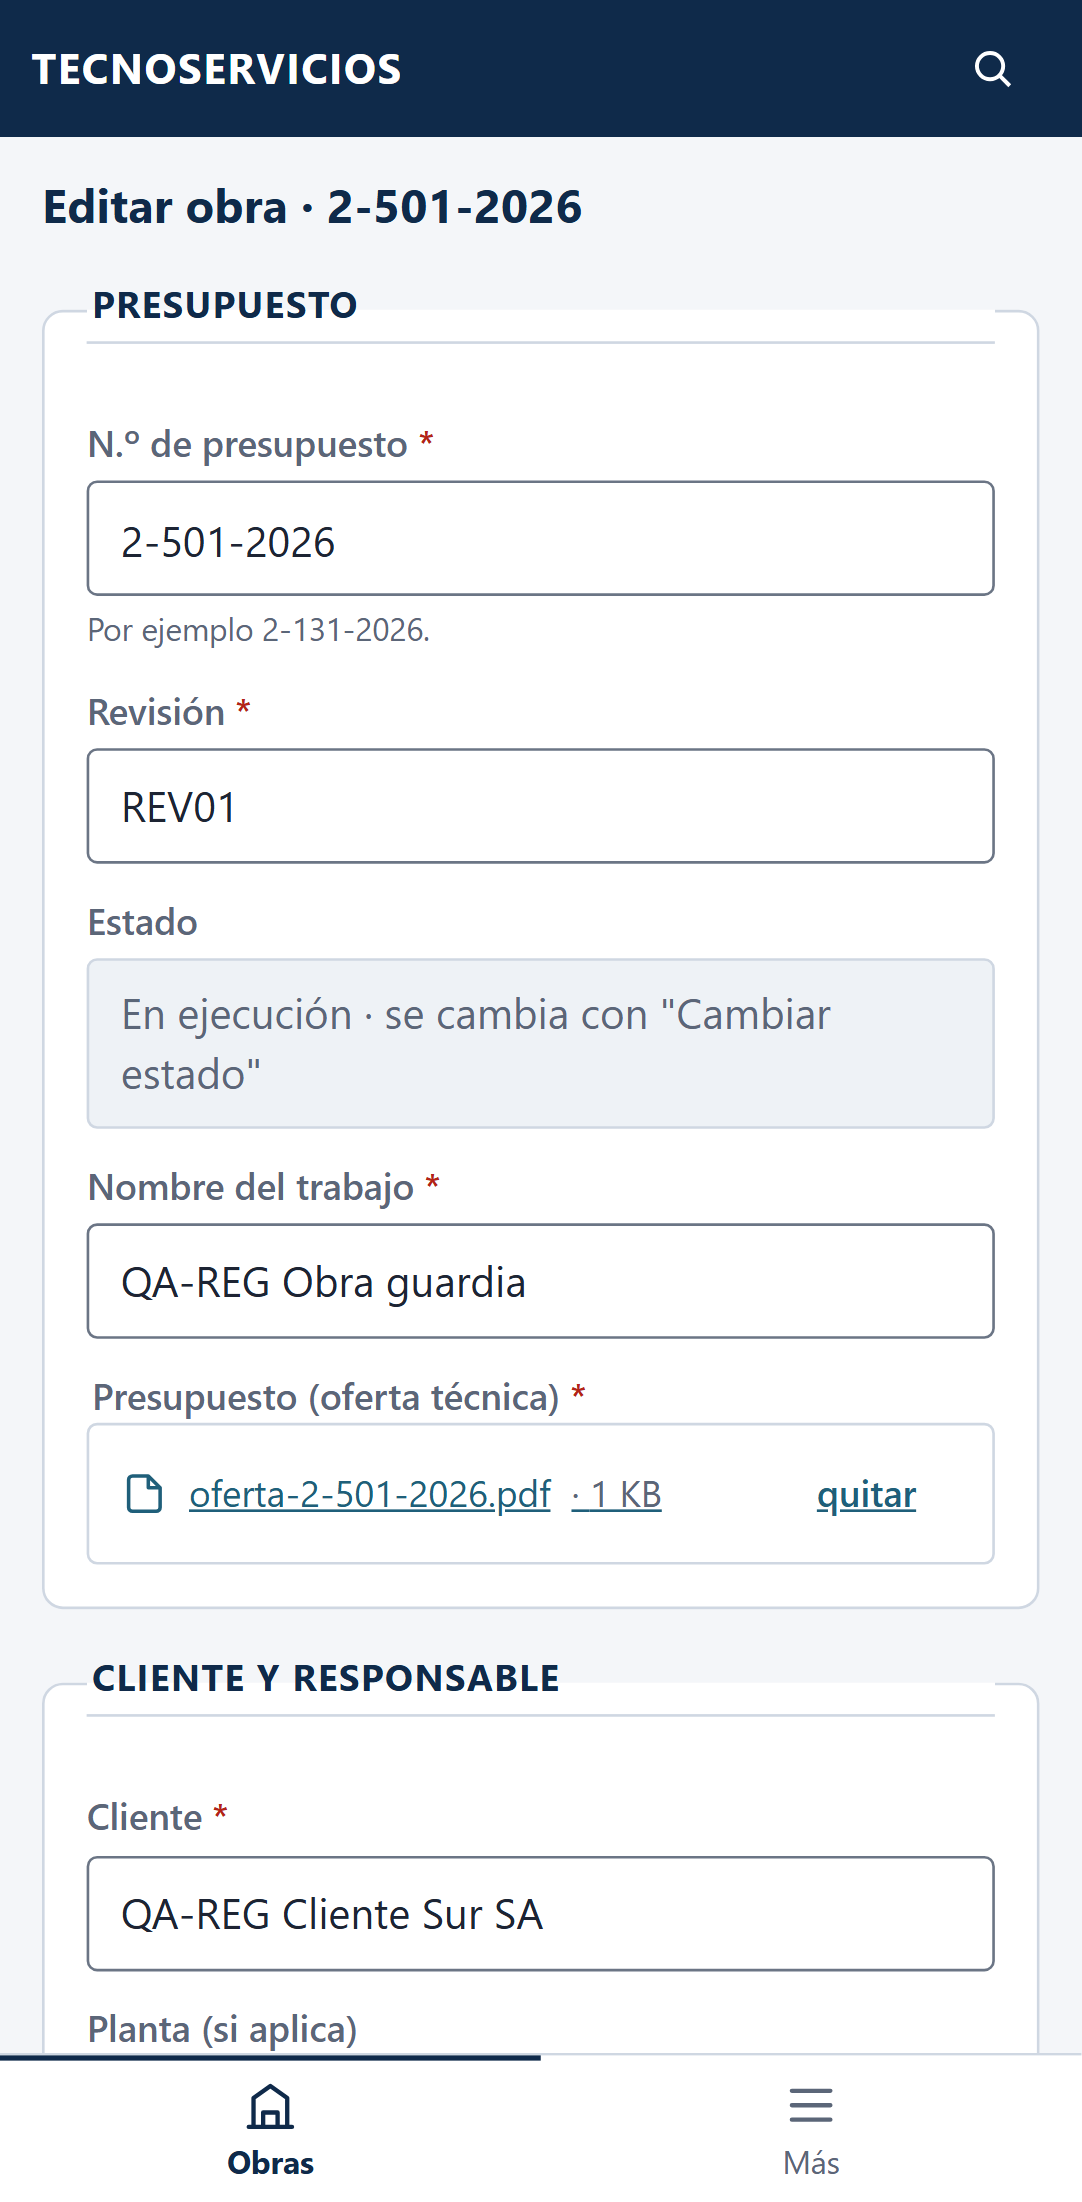 TECNOSERVICIOS
Editar obra · 2-501-2026
PRESUPUESTO
N.º de presupuesto *
2-501-2026
Por ejemplo 2-131-2026.
Revisión *
REV01
Estado
En ejecución · se cambia con "Cambiar
estado"
Nombre del trabajo *
QA-REG Obra guardia
Presupuesto (oferta técnica) *
oferta-2-501-2026.pdf · 1 KB quitar
CLIENTE Y RESPONSABLE
Cliente *
QA-REG Cliente Sur SA
Planta (si aplica)
Obras Más